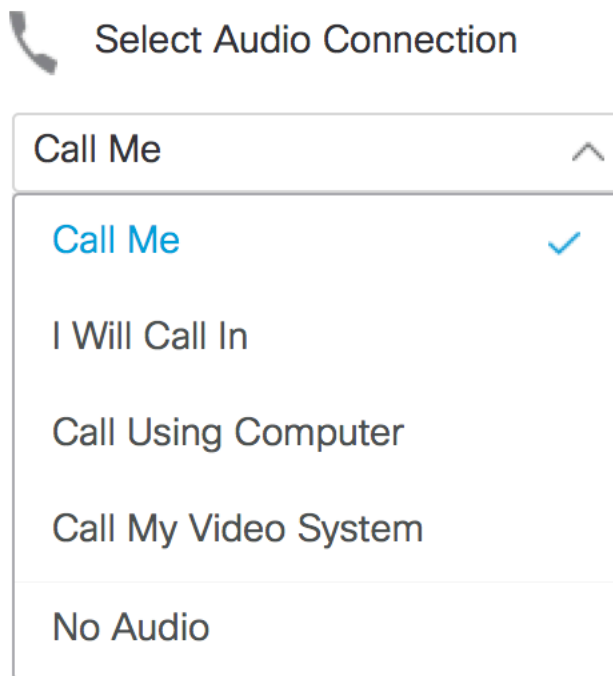 Select Audio Connection
Call Me
Call Me
I Will Call In
Call Using Computer
Call My Video System
No Audio